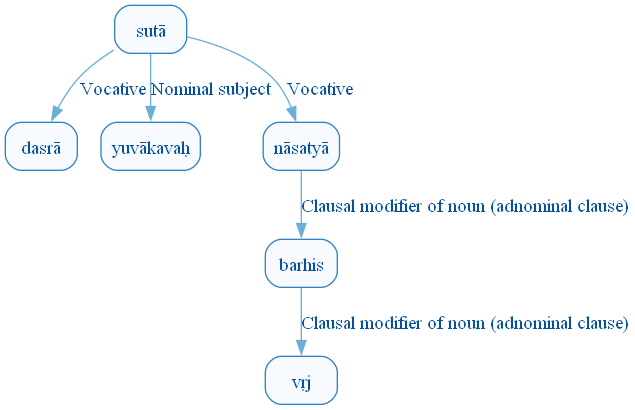 sutā
Vocative Nominal subject Vocative
dasrā yuvākavaḥ nāsatyā
Clausal modifier of noun (adnominal clause)
barhis
Clausal modifier of noun (adnominal clause)
vṛj